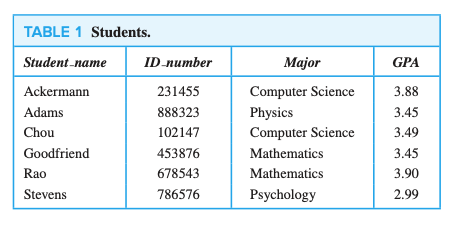 TABLE 1 Students.
Student_name ID_number Major GPA
Ackermann 231455 Computer Science 3.88
Adams 888323 Physics 3.45
Chou 102147 Computer Science 3.49
Goodfriend 453876 Mathematics 3.45
Rao 678543 Mathematics 3.90
Stevens 786576 Psychology 2.99